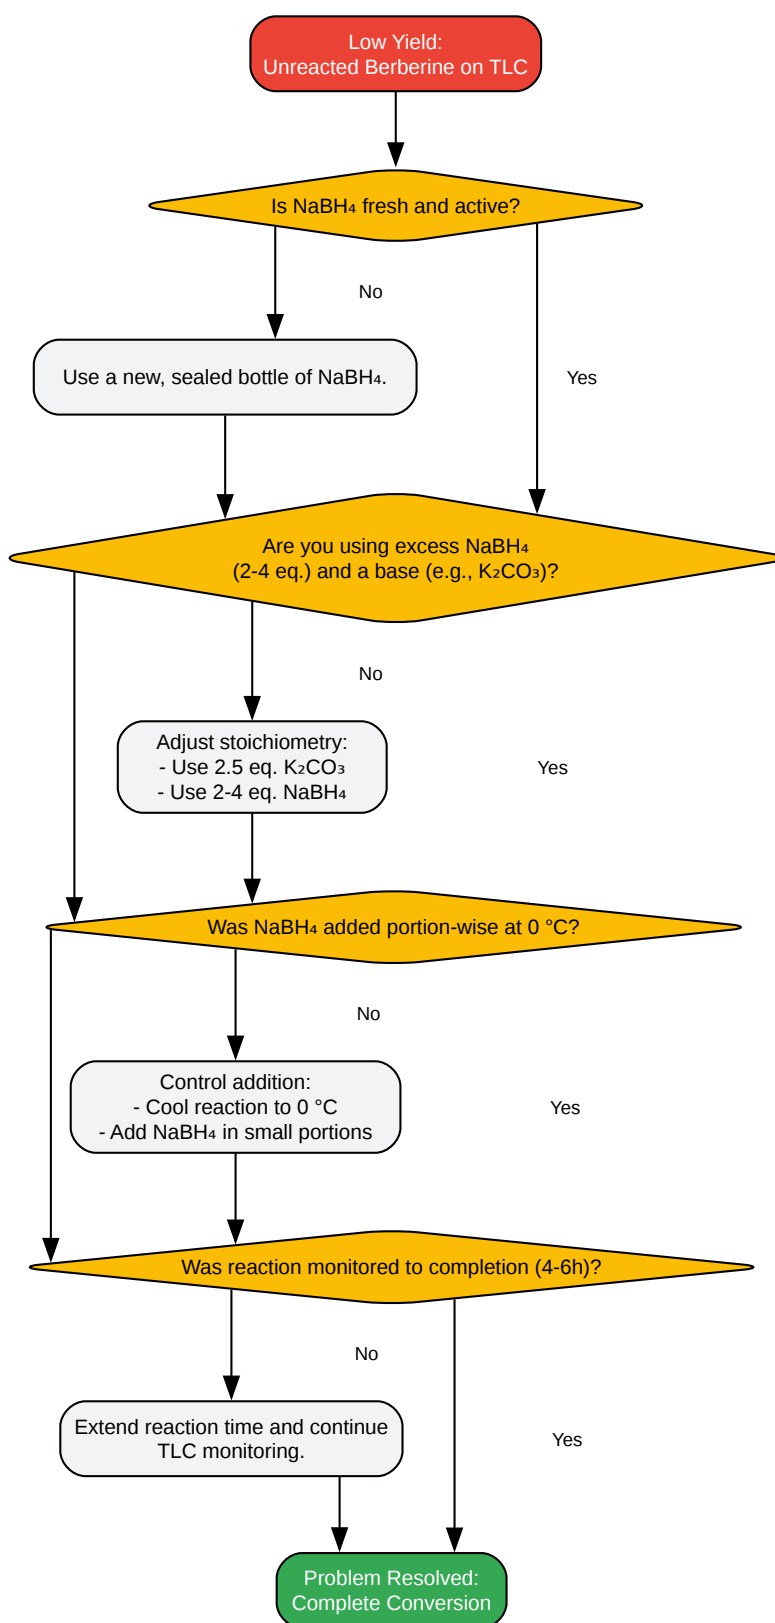 Low Yield:
Unreacted Berberine on TLC
Is NaBH₄ fresh and active?
No
Use a new, sealed bottle of NaBH₄.
Yes
Are you using excess NaBH₄
(2-4 eq.) and a base (e.g., K₂CO₃)?
No
Adjust stoichiometry:
- Use 2.5 eq. K₂CO₃
- Use 2-4 eq. NaBH₄
Yes
Was NaBH₄ added portion-wise at 0 °C?
No
Control addition:
- Cool reaction to 0 °C
- Add NaBH₄ in small portions
Yes
Was reaction monitored to completion (4-6h)?
No
Extend reaction time and continue
TLC monitoring.
Yes
Problem Resolved:
Complete Conversion